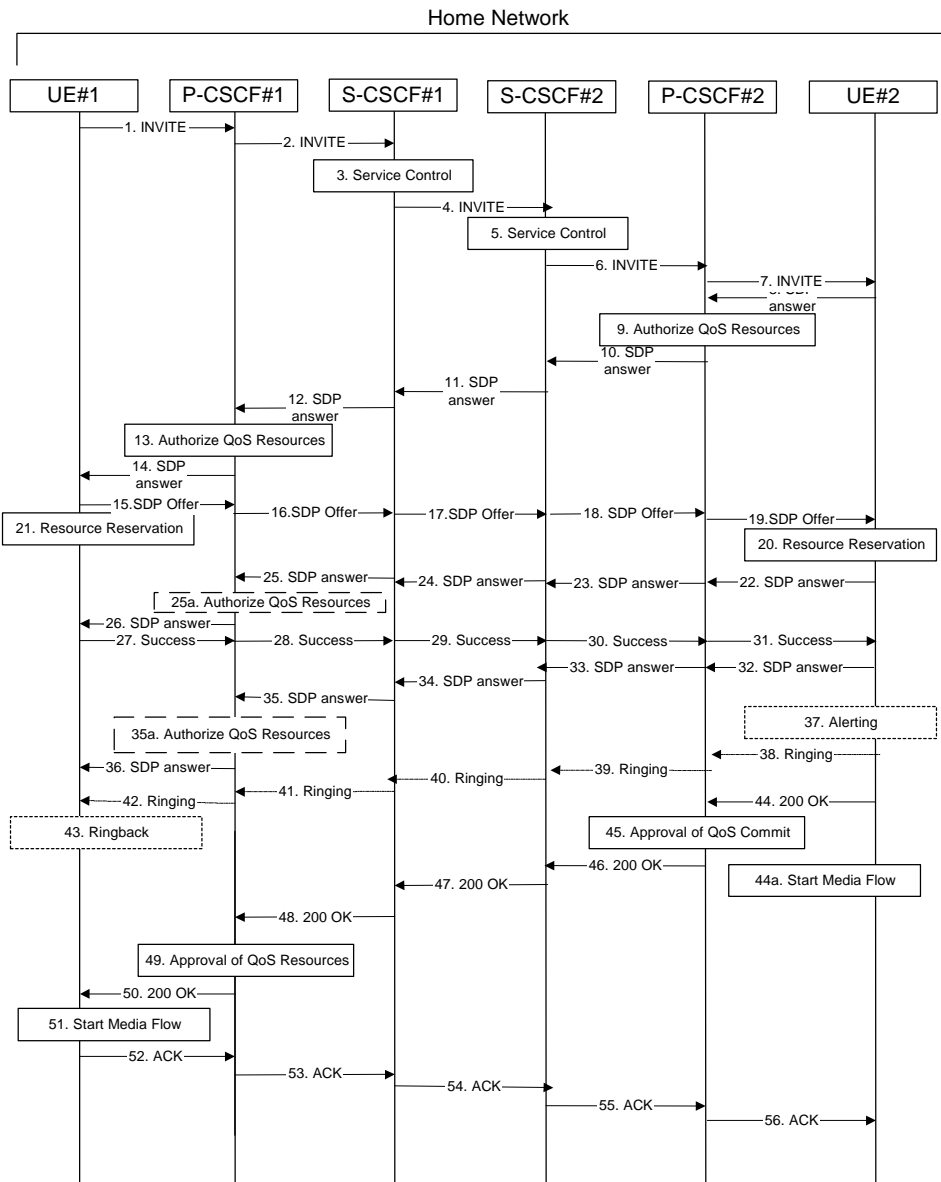 Home Network
UE#1
P-CSCF#1
S-CSCF#1
S-CSCF#2
P-CSCF#2
UE#2
1. INVITE
2. INVITE
3. Service Control
4. INVITE
5. Service Control
6. INVITE
7. INVITE
answer
9. Authorize QoS Resources
10. SDP
answer
11. SDP
answer
12. SDP
answer
13. Authorize QoS Resources
14. SDP
answer
15.SDP Offer
16.SDP Offer
17.SDP Offer
18. SDP Offer
19.SDP Offer
21. Resource Reservation
20. Resource Reservation
25. SDP answer
24. SDP answer
23. SDP answer
22. SDP answer
25a. Authorize QoS Resources
26. SDP answer
27. Success
28. Success
29. Success
30. Success
31. Success
33. SDP answer
32. SDP answer
34. SDP answer
35. SDP answer
37. Alerting
35a. Authorize QoS Resources
38. Ringing
36. SDP answer
39. Ringing
40. Ringing
41. Ringing
42. Ringing
44. 200 OK
43. Ringback
45. Approval of QoS Commit
46. 200 OK
44a. Start Media Flow
47. 200 OK
48. 200 OK
49. Approval of QoS Resources
50. 200 OK
51. Start Media Flow
52. ACK
53. ACK
54. ACK
55. ACK
56. ACK